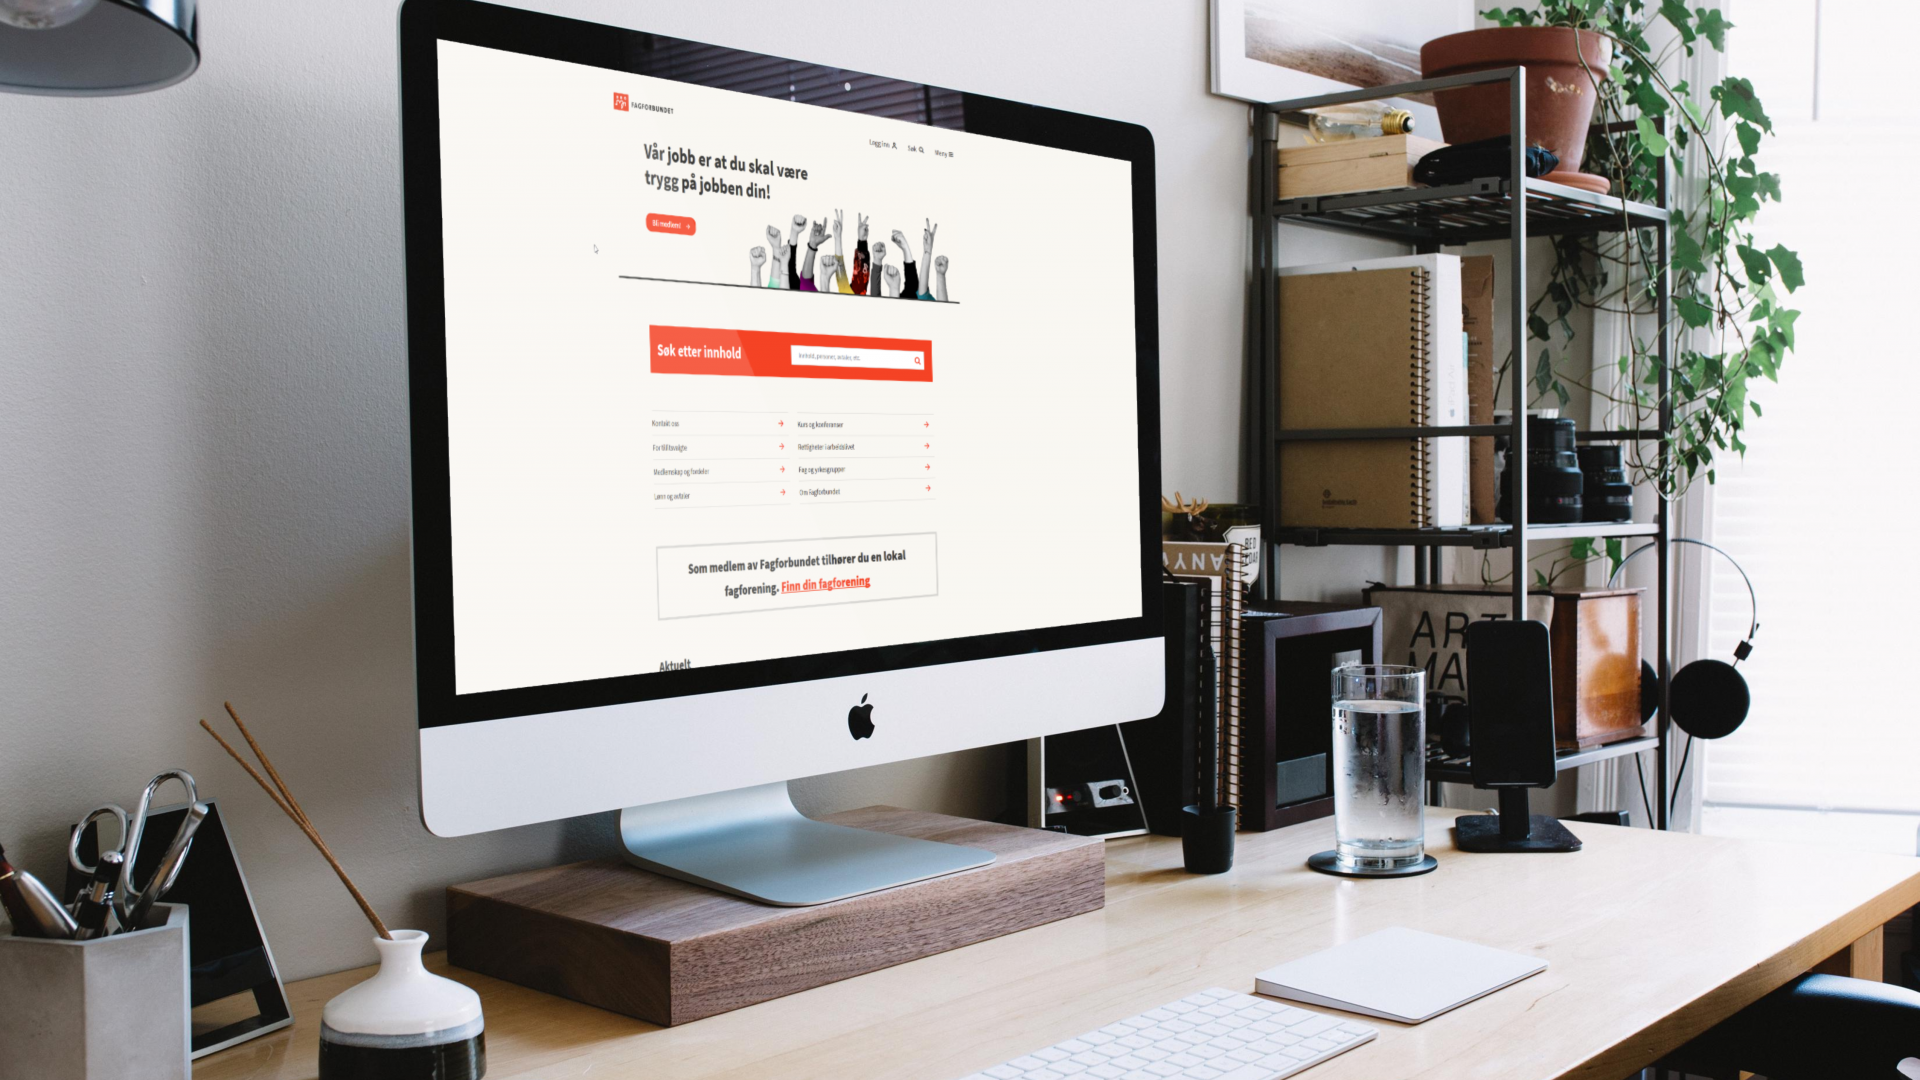 FAGFORBUNDET
Logg inn
Søk
Meny
Vår jobb er at du skal være
trygg på jobben din!
Bli medlem!
Søk etter innhold
Innhold, personer, avtaler, etc.
Kontakt oss
Kurs og konferanser
For tillitsvalgte
Rettigheter i arbeidslivet
Medlemskap og fordeler
Fag og yrkesgrupper
Lønn og avtaler
Om Fagforbundet
Som medlem av Fagforbundet tilhører du en lokal
fagforening. Finn din fagforening
Aktuelt
ANY
ART
MA